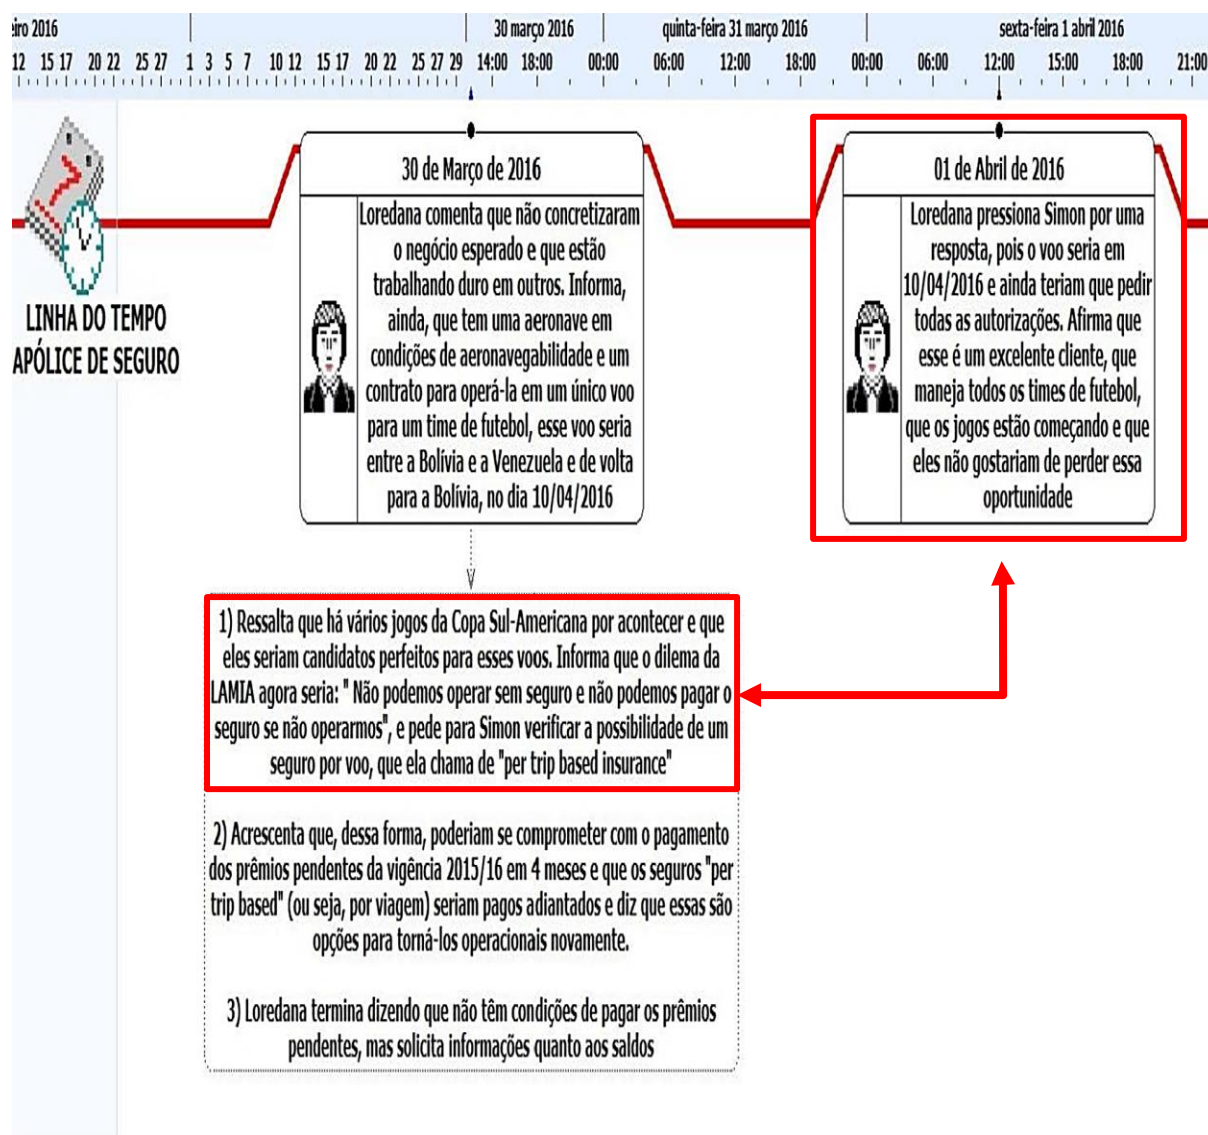 eiro 2016
30 março 2016
quinta-feira 31 março 2016
sexta-feira 1 abril 2016
12 15 17 20 22 25 27 1 3 5 7 10 12 15 17 20 22 25 27 29 14:00 18:00 00:00 06:00 12:00 18:00 00:00 06:00 12:00 15:00 18:00 21:00
LINHA DO TEMPO
APÓLICE DE SEGURO
30 de Março de 2016
Loredana comenta que não concretizaram
o negócio esperado e que estão
trabalhando duro em outros. Informa,
ainda, que tem uma aeronave em
condições de aeronavegabilidade e um
contrato para operá-la em um único voo
para um time de futebol, esse voo seria
entre a Bolívia e a Venezuela e de volta
para a Bolívia, no dia 10/04/2016
01 de Abril de 2016
Loredana pressiona Simon por uma
resposta, pois o voo seria em
10/04/2016 e ainda teriam que pedir
todas as autorizações. Afirma que
esse é um excelente cliente, que
maneja todos os times de futebol,
que os jogos estão começando e que
eles não gostariam de perder essa
oportunidade
1) Ressalta que há vários jogos da Copa Sul-Americana por acontecer e que
eles seriam candidatos perfeitos para esses voos. Informa que o dilema da
LAMIA agora seria: " Não podemos operar sem seguro e não podemos pagar o
seguro se não operarmos", e pede para Simon verificar a possibilidade de um
seguro por voo, que ela chama de "per trip based insurance"
2) Acrescenta que, dessa forma, poderiam se comprometer com o pagamento
dos prêmios pendentes da vigência 2015/16 em 4 meses e que os seguros "per
trip based" (ou seja, por viagem) seriam pagos adiantados e diz que essas são
opções para torná-los operacionais novamente.
3) Loredana termina dizendo que não têm condições de pagar os prêmios
pendentes, mas solicita informações quanto aos saldos